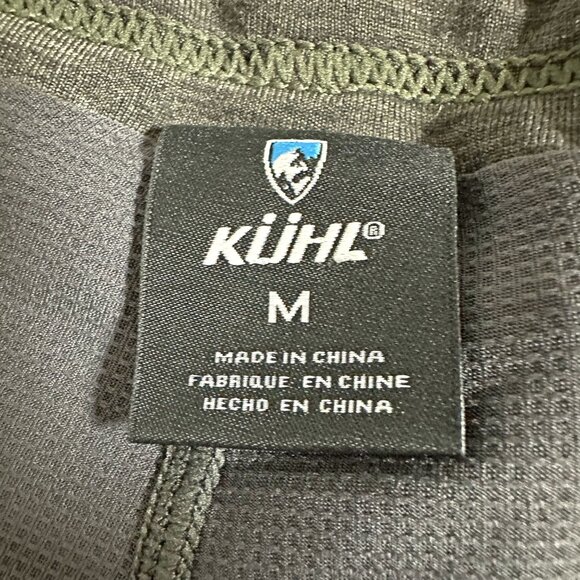 KÜHL®
M
MADE IN CHINA
FABRIQUE EN CHINE
HECHO EN CHINA